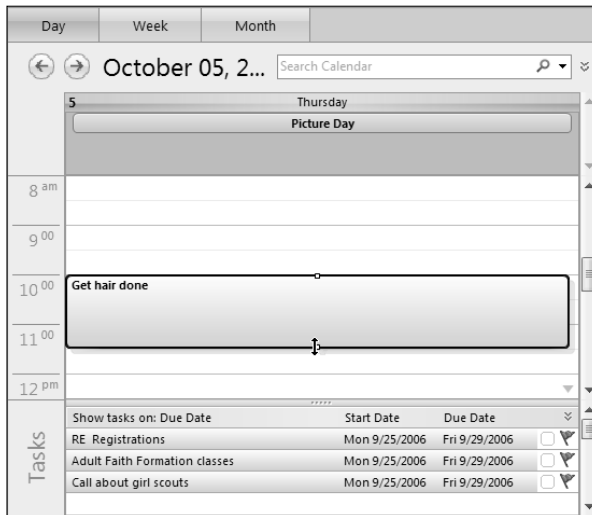 Day Week Month
October 05, 2... Search Calendar
5 Thursday
Picture Day
8 am
9 00
10 00 Get hair done
11 00
12 pm
Tasks
Show tasks on: Due Date Start Date Due Date
RE Registrations Mon 9/25/2006 Fri 9/29/2006
Adult Faith Formation classes Mon 9/25/2006 Fri 9/29/2006
Call about girl scouts Mon 9/25/2006 Fri 9/29/2006